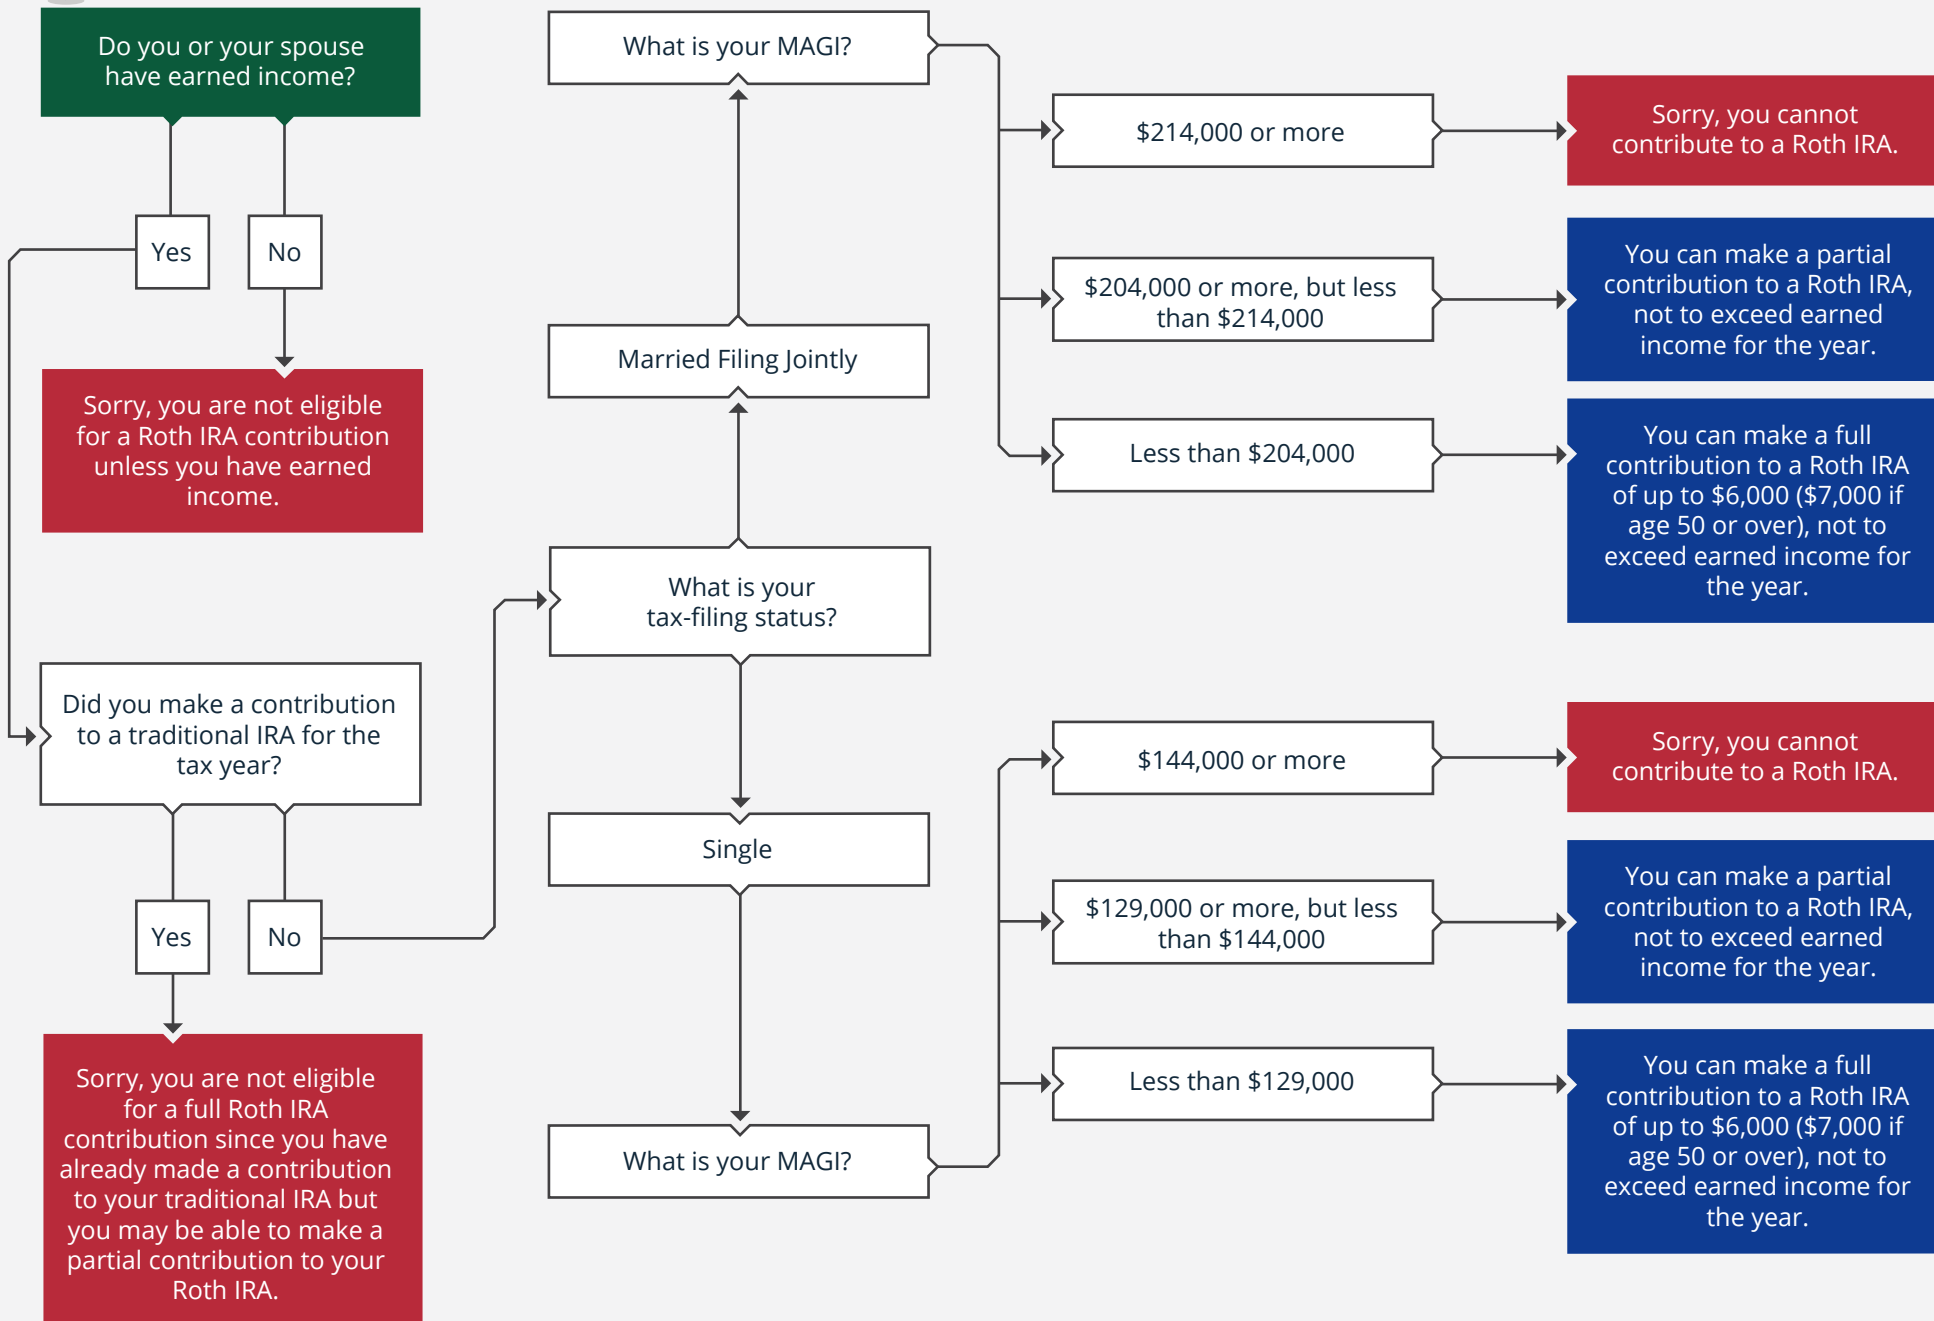 Do you or your spouse
have earned income?
Yes
No
Sorry, you are not eligible
for a Roth IRA contribution
unless you have earned
income.
Did you make a contribution
to a traditional IRA for the
tax year?
Yes
No
Sorry, you are not eligible
for a full Roth IRA
contribution since you have
already made a contribution
to your traditional IRA but
you may be able to make a
partial contribution to your
Roth IRA.
What is your
tax-filing status?
Married Filing Jointly
What is your MAGI?
$214,000 or more
Sorry, you cannot
contribute to a Roth IRA.
$204,000 or more, but less
than $214,000
You can make a partial
contribution to a Roth IRA,
not to exceed earned
income for the year.
Less than $204,000
You can make a full
contribution to a Roth IRA
of up to $6,000 ($7,000 if
age 50 or over), not to
exceed earned income for
the year.
Single
What is your MAGI?
$144,000 or more
Sorry, you cannot
contribute to a Roth IRA.
$129,000 or more, but less
than $144,000
You can make a partial
contribution to a Roth IRA,
not to exceed earned
income for the year.
Less than $129,000
You can make a full
contribution to a Roth IRA
of up to $6,000 ($7,000 if
age 50 or over), not to
exceed earned income for
the year.